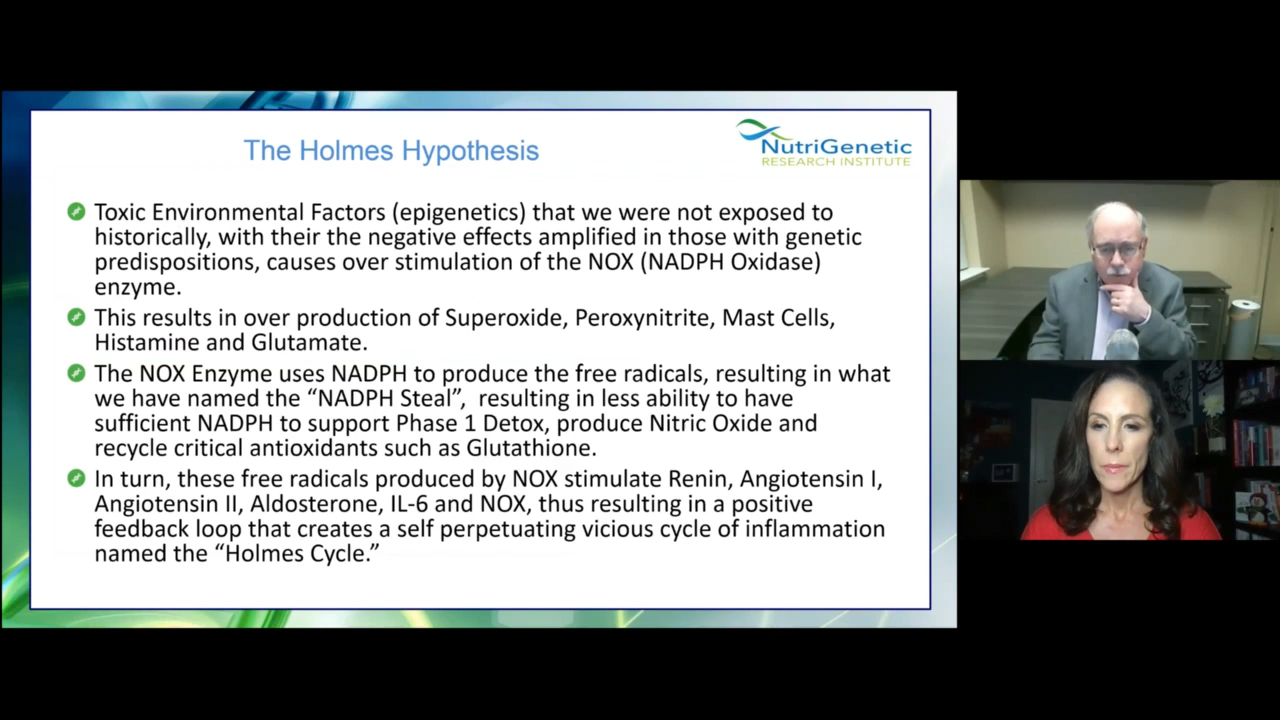 The Holmes Hypothesis
NutriGenetic
RESEARCH INSTITUTE
Toxic Environmental Factors (epigenetics) that we were not exposed to
historically, with their the negative effects amplified in those with genetic
predispositions, causes over stimulation of the NOX (NADPH Oxidase)
enzyme.
This results in over production of Superoxide, Peroxynitrite, Mast Cells,
Histamine and Glutamate.
The NOX Enzyme uses NADPH to produce the free radicals, resulting in what
we have named the “NADPH Steal”,  resulting in less ability to have
sufficient NADPH to support Phase 1 Detox, produce Nitric Oxide and
recycle critical antioxidants such as Glutathione.
In turn, these free radicals produced by NOX stimulate Renin, Angiotensin I,
Angiotensin II, Aldosterone, IL-6 and NOX, thus resulting in a positive
feedback loop that creates a self perpetuating vicious cycle of inflammation
named the “Holmes Cycle.”